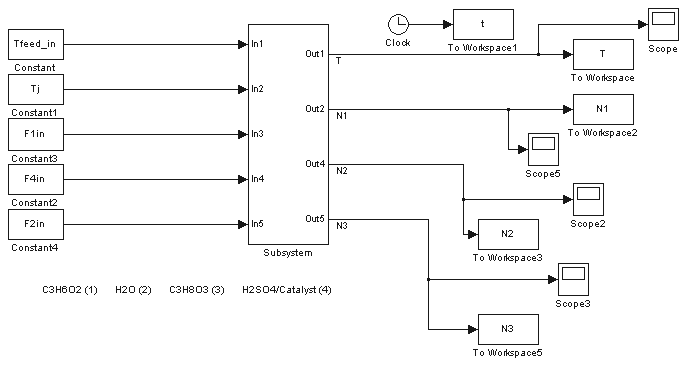 Tfeed_in
Constant
Tj
Constant1
F1in
Constant3
F4in
Constant2
F2in
Constant4
In1
In2
In3
In4
In5
Out1
Out2
Out4
Out5
Subsystem
T
N1
N2
N3
Clock
t
To Workspace1
Scope
T
To Workspace
N1
To Workspace2
Scope5
Scope2
N2
To Workspace3
Scope3
N3
To Workspace5
C3H6O2 (1) H2O (2) C3H8O3 (3) H2SO4/Catalyst (4)